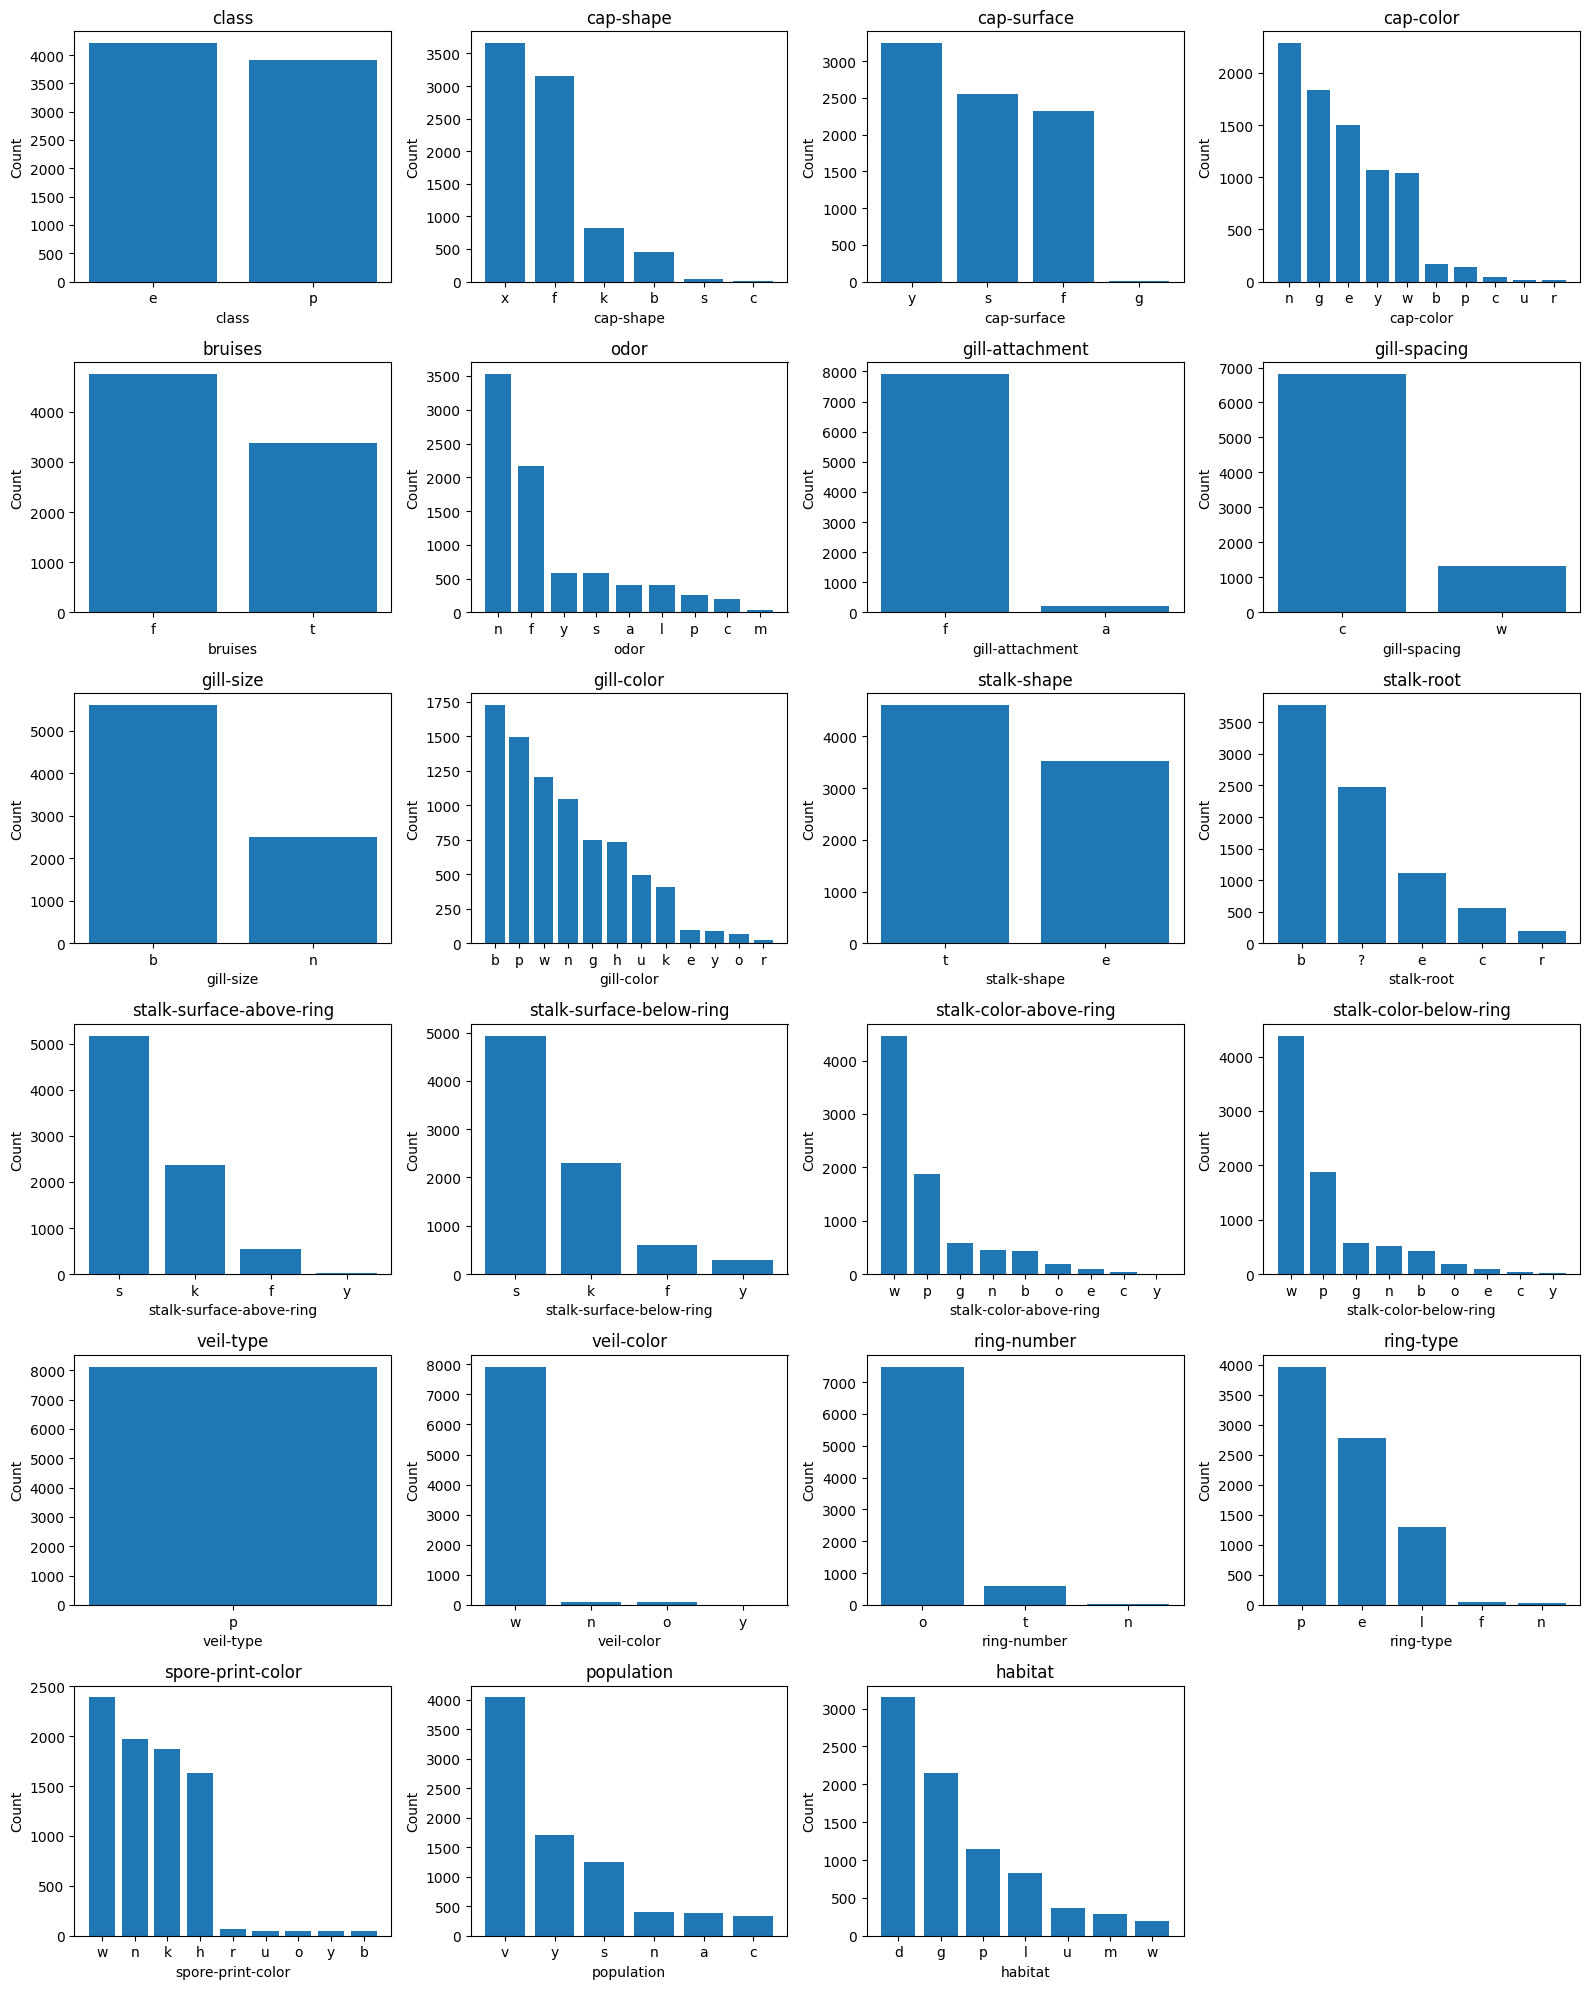 class
cap-shape
cap-surface
cap-color
4000
3500
3000
2500
2000
1500
1000
500
0
Count
e p
class
3500
3000
2500
2000
1500
1000
500
0
Count
x f k b s c
cap-shape
3000
2500
2000
1500
1000
500
0
Count
y s f g
cap-surface
2000
1500
1000
500
0
Count
n g e y w b p c u r
cap-color
bruises
odor
gill-attachment
gill-spacing
4000
3000
2000
1000
0
Count
f t
bruises
3500
3000
2500
2000
1500
1000
500
0
Count
n f y s a l p c m
odor
8000
7000
6000
5000
4000
3000
2000
1000
0
Count
f a
gill-attachment
7000
6000
5000
4000
3000
2000
1000
0
Count
c w
gill-spacing
gill-size
gill-color
stalk-shape
stalk-root
5000
4000
3000
2000
1000
0
Count
b n
gill-size
1750
1500
1250
1000
750
500
250
0
Count
b p w n g h u k e y o r
gill-color
4000
3000
2000
1000
0
Count
t e
stalk-shape
3500
3000
2500
2000
1500
1000
500
0
Count
b ? e c r
stalk-root
stalk-surface-above-ring
stalk-surface-below-ring
stalk-color-above-ring
stalk-color-below-ring
5000
4000
3000
2000
1000
0
Count
s k f y
stalk-surface-above-ring
5000
4000
3000
2000
1000
0
Count
s k f y
stalk-surface-below-ring
4000
3000
2000
1000
0
Count
w p g n b o e c y
stalk-color-above-ring
4000
3000
2000
1000
0
Count
w p g n b o e c y
stalk-color-below-ring
veil-type
veil-color
ring-number
ring-type
8000
7000
6000
5000
4000
3000
2000
1000
0
Count
p
veil-type
8000
7000
6000
5000
4000
3000
2000
1000
0
Count
w n o y
veil-color
7000
6000
5000
4000
3000
2000
1000
0
Count
o t n
ring-number
4000
3500
3000
2500
2000
1500
1000
500
0
Count
p e l f n
ring-type
spore-print-color
population
habitat
2500
2000
1500
1000
500
0
Count
w n k h r u o y b
spore-print-color
4000
3500
3000
2500
2000
1500
1000
500
0
Count
v y s n a c
population
3000
2500
2000
1500
1000
500
0
Count
d g p l u m w
habitat